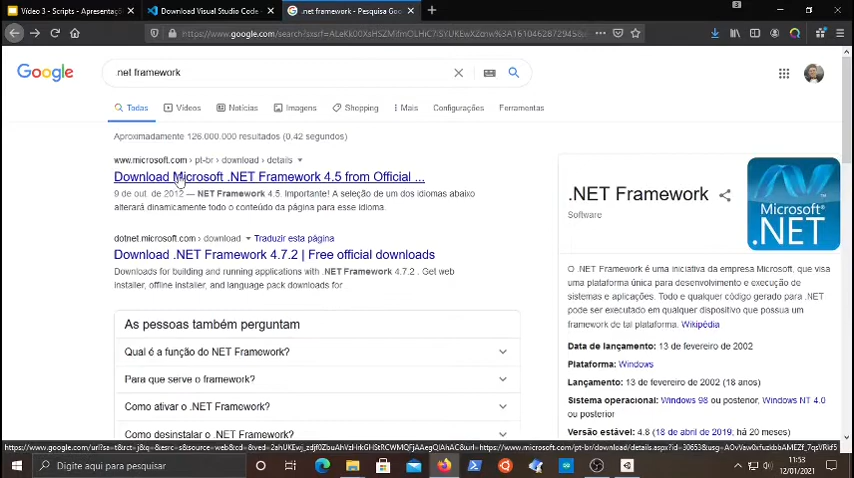 Vídeo 3 - Scripts - Apresentaç
Download Visual Studio Code -
.net framework - Pesquisa Goo
https://www.google.com/search?sxsrf=
Google
.net framework
Todas
Vídeos
Notícias
Imagens
Shopping
Mais
Configurações
Ferramentas
Aproximadamente 126.000.000 resultados (0,42 segundos)
www.microsoft.com › pt-br › download › details
Download Microsoft .NET Framework 4.5 from Official ...
9 de out. de 2012 — NET Framework 4.5. Importante! A seleção de um dos idiomas abaixo
alterará dinamicamente todo o conteúdo da página para esse idioma.
dotnet.microsoft.com › download
Traduzir esta página
Download .NET Framework 4.7.2 | Free official downloads
Downloads for building and running applications with .NET Framework 4.7.2 . Get web
installer, offline installer, and language pack downloads for
As pessoas também perguntam
Qual é a função do NET Framework?
Para que serve o framework?
Como ativar o .NET Framework?
Como desinstalar o .NET Framework?
.NET Framework
Software
Microsoft®
.NET
O .NET Framework é uma iniciativa da empresa Microsoft, que visa
uma plataforma única para desenvolvimento e execução de
sistemas e aplicações. Todo e qualquer código gerado para .NET
pode ser executado em qualquer dispositivo que possua um
framework de tal plataforma. Wikipédia
Data de lançamento: 13 de fevereiro de 2002
Plataforma: Windows
Lançamento: 13 de fevereiro de 2002 (18 anos)
Sistema operacional: Windows 98 ou posterior, Windows NT 4.0
ou posterior
Versão estável: 4.8 (18 de abril de 2019; há 20 meses)
Digite aqui para pesquisar
11:53
12/01/2021